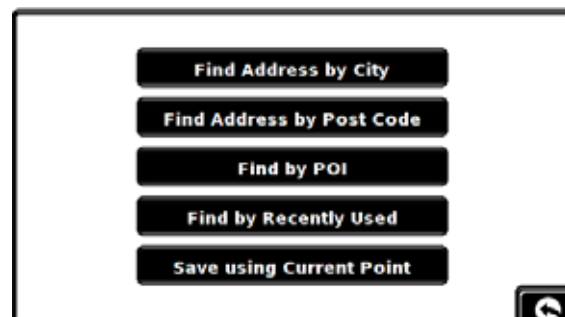 Find Address by City
Find Address by Post Code
Find by POI
Find by Recently Used
Save using Current Point